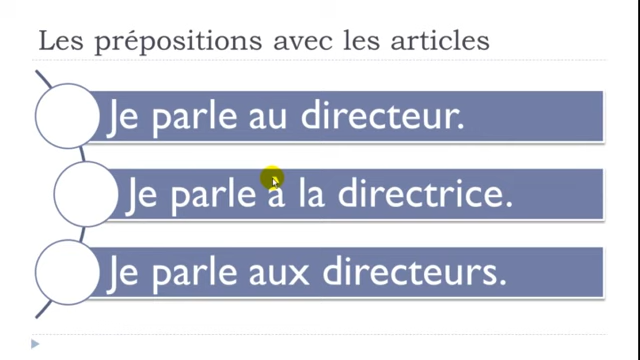 Les prépositions avec les articles
Je parle au directeur.
Je parle à la directrice.
Je parle aux directeurs.